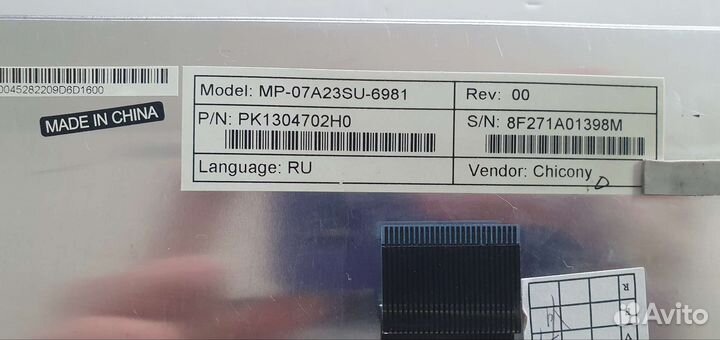 0045282209D6D1600
MADE IN CHINA
Model: MP-07A23SU-6981
Rev: 00
P/N: PK1304702H0
S/N: 8F271A01398M
Language: RU
Vendor: Chicony
D
R
Avito